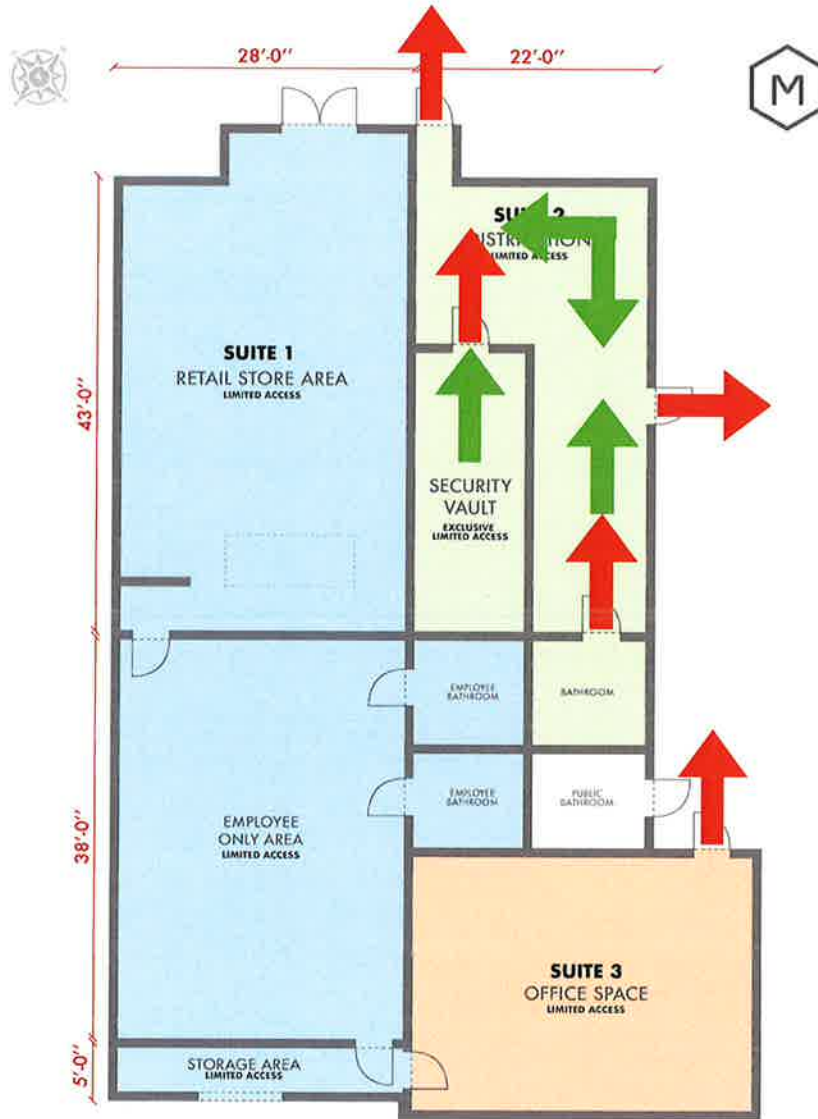 28'-0"
22'-0"
M
SUITE 1
RETAIL STORE AREA
LIMITED ACCESS
43'-0"
SECURITY
VAULT
EXCLUSIVE
LIMITED ACCESS
EMPLOYEE
BATHROOM
BATHROOM
EMPLOYEE
BATHROOM
PUBLIC
BATHROOM
EMPLOYEE
ONLY AREA
LIMITED ACCESS
38'-0"
SUITE 3
OFFICE SPACE
LIMITED ACCESS
STORAGE AREA
LIMITED ACCESS
5'-0"